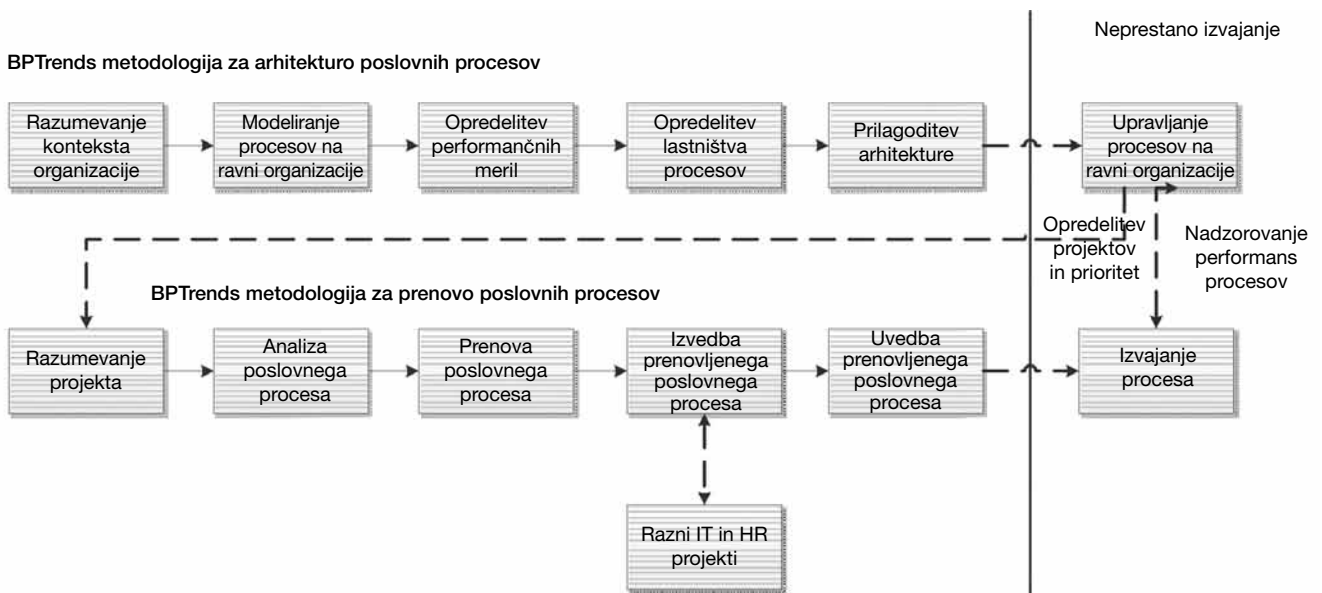 Neprestano izvajanje
BPTrends metodologija za arhitekturo poslovnih procesov
Razumevanje
konteksta
organizacije
Modeliranje
procesov na
ravni organizacije
Opredelitev
performančnih
meril
Opredelitev
lastništva
procesov
Prilagoditev
arhitekture
Upravljanje
procesov na
ravni organizacije
Opredelitev
projektov
in prioritet
Nadzorovanje
performans
procesov
BPTrends metodologija za prenovo poslovnih procesov
Razumevanje
projekta
Analiza
poslovnega
procesa
Prenova
poslovnega
procesa
Izvedba
prenovljenega
poslovnega
procesa
Uvedba
prenovljenega
poslovnega
procesa
Izvajanje
procesa
Razni IT in HR
projekti